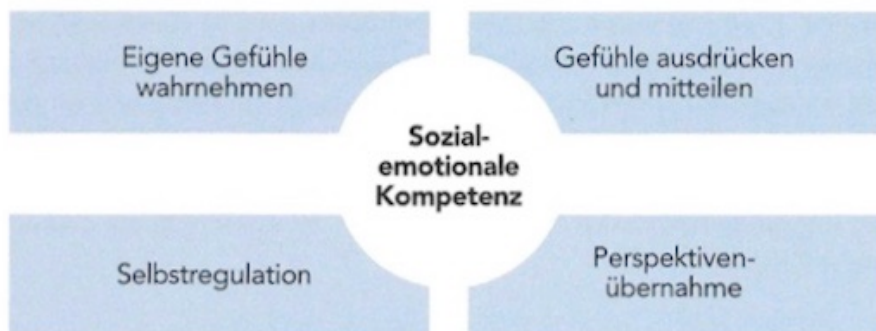 Eigene Gefühle
wahrnehmen
Gefühle ausdrücken
und mitteilen
Sozial-
emotionale
Kompetenz
Selbstregulation
Perspektiven-
übernahme